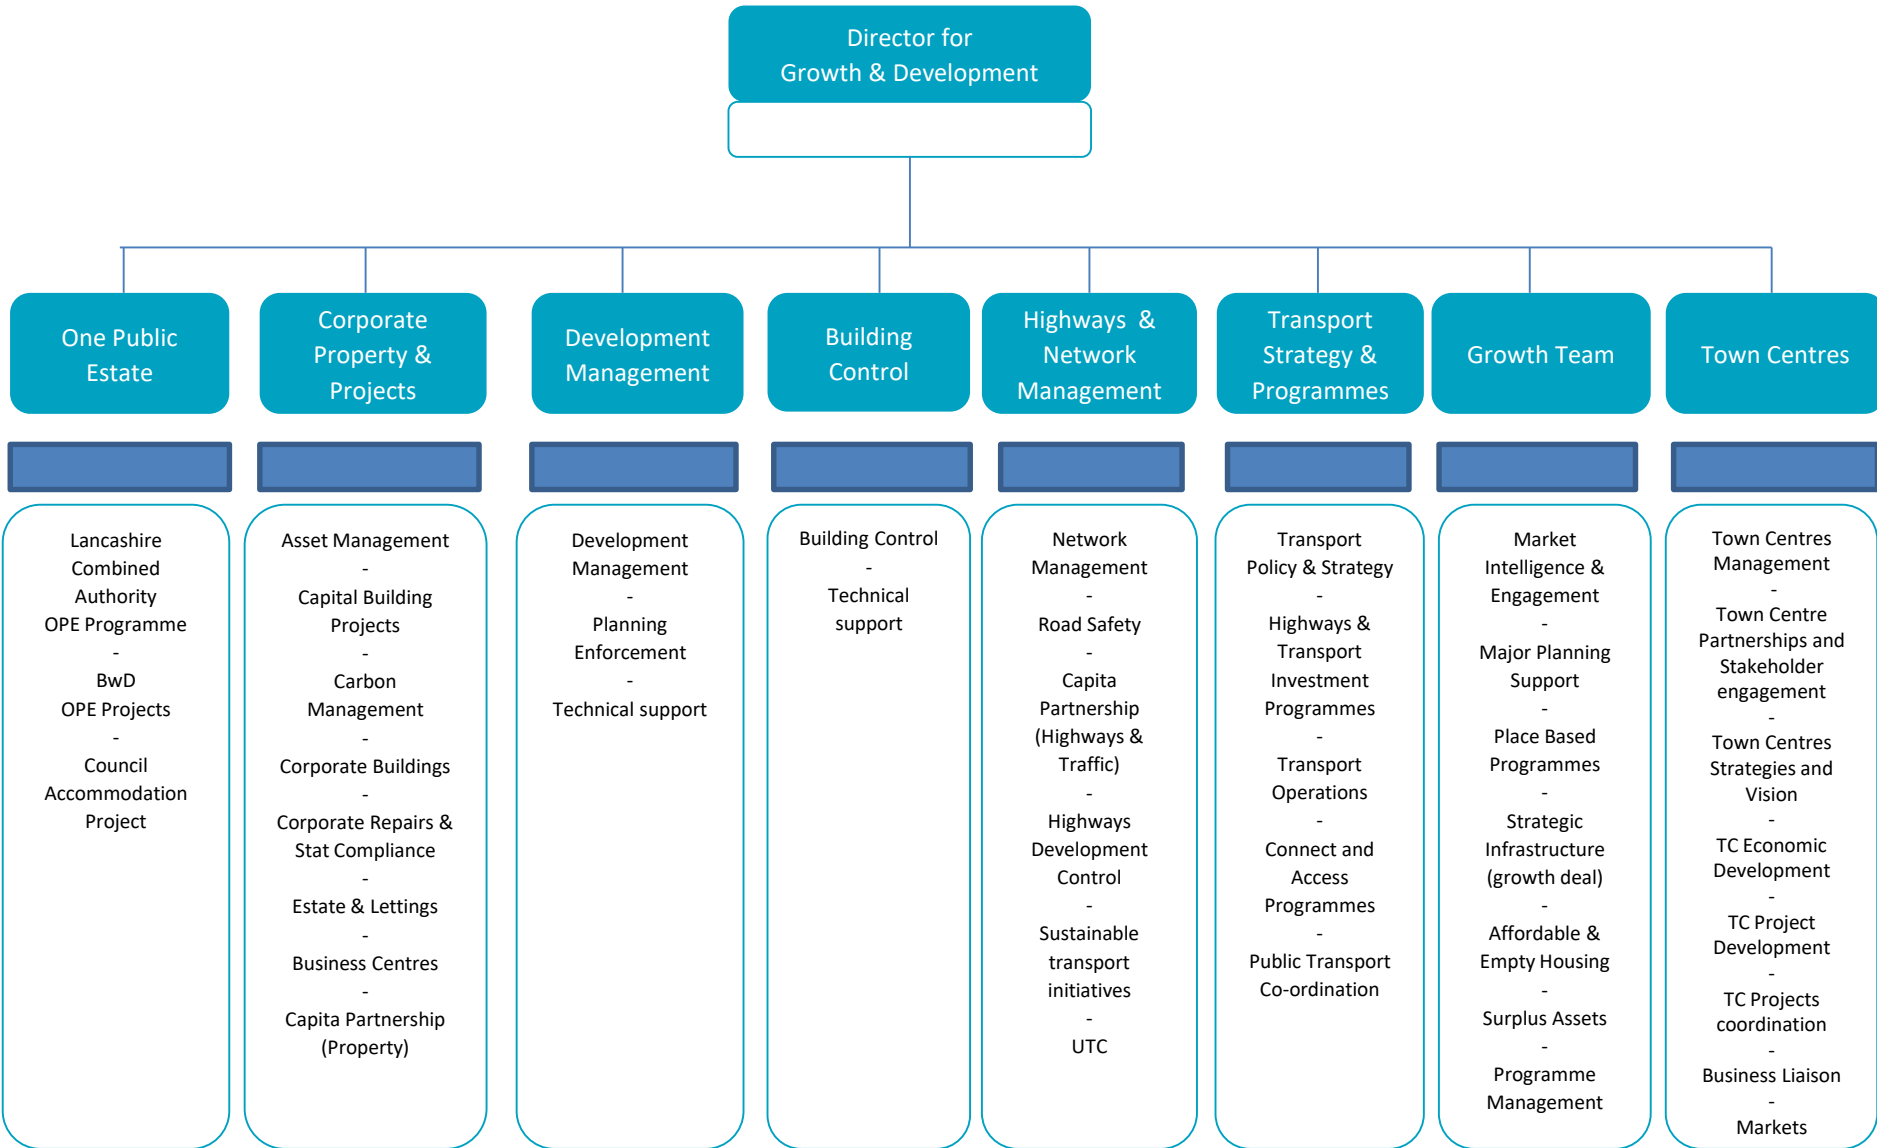 Director for
Growth & Development
One Public
Estate
Corporate
Property &
Projects
Development
Management
Building
Control
Highways  &
Network
Management
Transport
Strategy &
Programmes
Growth Team
Town Centres
Lancashire
Combined
Authority
OPE Programme
-
BwD
OPE Projects
-
Council
Accommodation
Project
Asset Management
-
Capital Building
Projects
-
Carbon
Management
-
Corporate Buildings
-
Corporate Repairs &
Stat Compliance
-
Estate & Lettings
-
Business Centres
-
Capita Partnership
(Property)
Development
Management
-
Planning
Enforcement
-
Technical support
Building Control
-
Technical
support
Network
Management
-
Road Safety
-
Capita
Partnership
(Highways &
Traffic)
-
Highways
Development
Control
-
Sustainable
transport
initiatives
-
UTC
Transport
Policy & Strategy
-
Highways &
Transport
Investment
Programmes
-
Transport
Operations
-
Connect and
Access
Programmes
-
Public Transport
Co-ordination
Market
Intelligence &
Engagement
-
Major Planning
Support
-
Place Based
Programmes
-
Strategic
Infrastructure
(growth deal)
-
Affordable &
Empty Housing
-
Surplus Assets
-
Programme
Management
Town Centres
Management
-
Town Centre
Partnerships and
Stakeholder
engagement
-
Town Centres
Strategies and
Vision
-
TC Economic
Development
-
TC Project
Development
-
TC Projects
coordination
-
Business Liaison
-
Markets